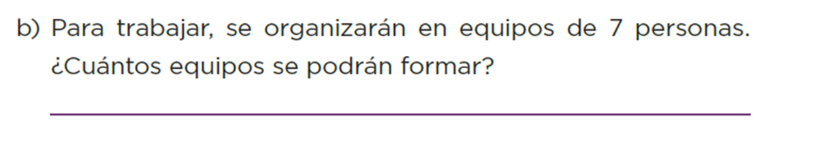 b) Para trabajar, se organizarán en equipos de 7 personas.
¿Cuántos equipos se podrán formar?